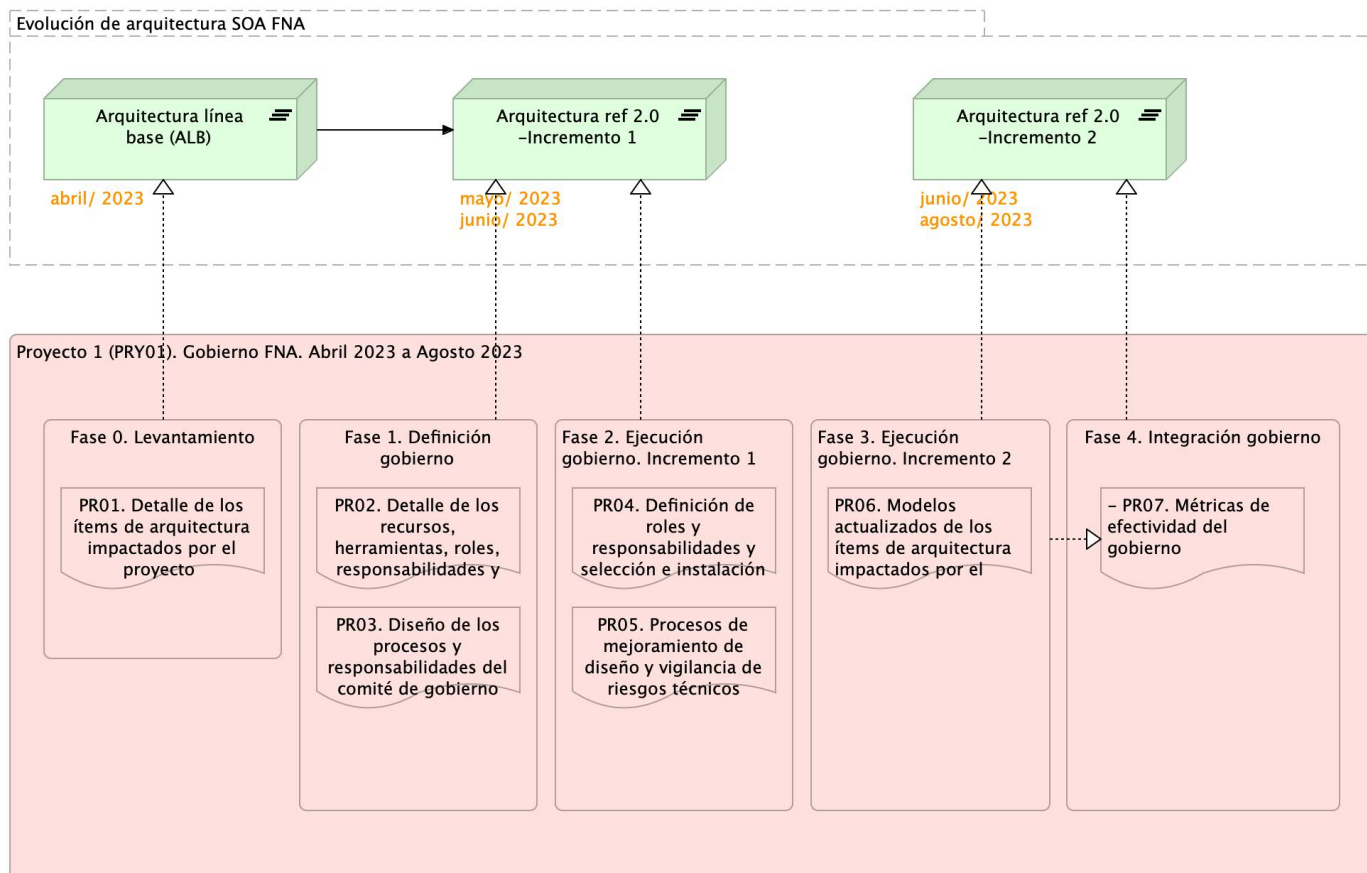 Evolución de arquitectura SOA FNA
Arquitectura línea
base (ALB)
Arquitectura ref 2.0
-Incremento 1
Arquitectura ref 2.0
-Incremento 2
abril/ 2023
mayo/ 2023
junio/ 2023
junio/ 2023
agosto/ 2023
Proyecto 1 (PRY01). Gobierno FNA. Abril 2023 a Agosto 2023
Fase 0. Levantamiento
PR01. Detalle de los
ítems de arquitectura
impactados por el
proyecto
Fase 1. Definición
gobierno
PR02. Detalle de los
recursos,
herramientas, roles,
responsabilidades y
PR03. Diseño de los
procesos y
responsabilidades del
comité de gobierno
Fase 2. Ejecución
gobierno. Incremento 1
PR04. Definición de
roles y
responsabilidades y
selección e instalación
PR05. Procesos de
mejoramiento de
diseño y vigilancia de
riesgos técnicos
Fase 3. Ejecución
gobierno. Incremento 2
PR06. Modelos
actualizados de los
ítems de arquitectura
impactados por el
Fase 4. Integración gobierno
- PR07. Métricas de
efectividad del
gobierno